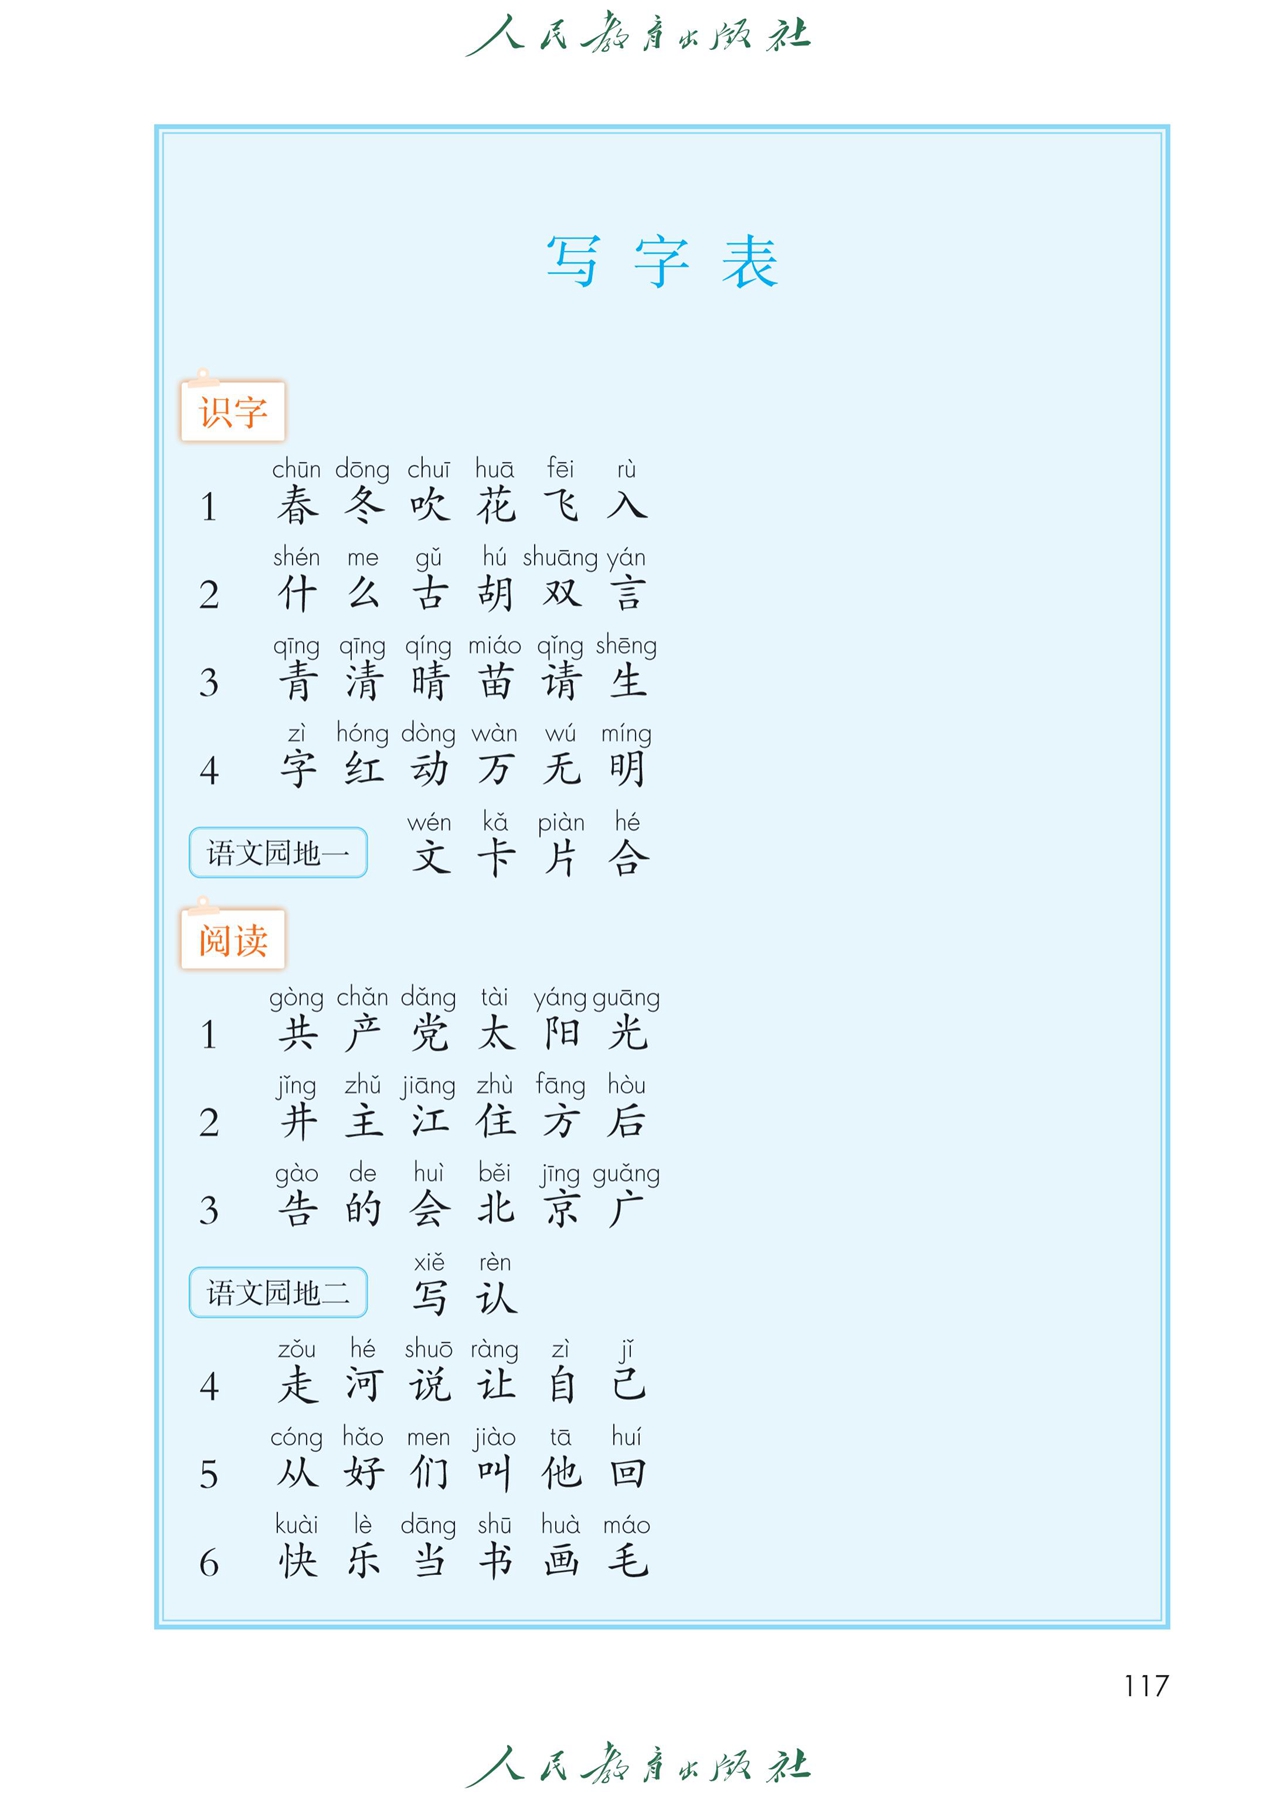 人民教育出版社
写字表
识字
chūn dōng chuī huā fēi rù
1 春 冬 吹 花 飞 入
shén me gǔ hú shuāng yán
2 什 么 古 胡 双 言
qīng qīng qíng miáo qǐng shēng
3 青 清 晴 苗 请 生
zì hóng dòng wàn wú míng
4 字 红 动 万 无 明
wén kǎ piàn hé
语文园地一 文 卡 片 合
阅读
gòng chǎn dǎng tài yáng guāng
1 共 产 党 太 阳 光
jǐng zhǔ jiāng zhù fāng hòu
2 井 主 江 住 方 后
gào de huì běi jīng guǎng
3 告 的 会 北 京 广
xiě rèn
语文园地二 写 认
zǒu hé shuō ràng zì jǐ
4 走 河 说 让 自 己
cóng hǎo men jiào tā huí
5 从 好 们 叫 他 回
kuài lè dāng shū huà máo
6 快 乐 当 书 画 毛
117
人民教育出版社